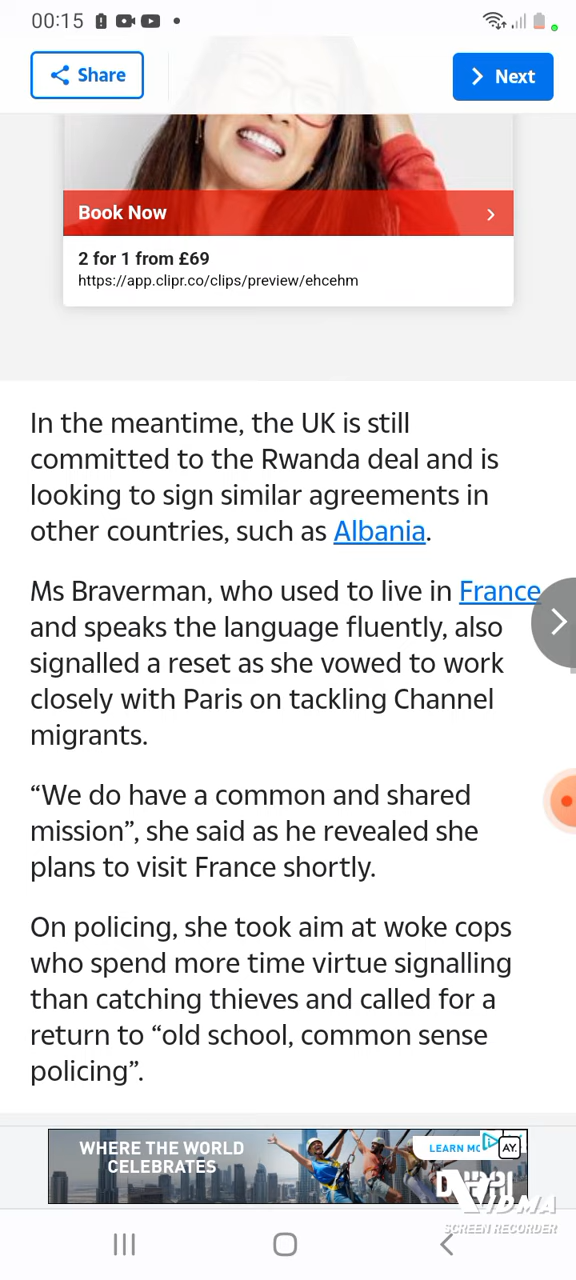 00:15
Share
Next
Book Now
2 for 1 from £69
https://app.clipr.co/clips/preview/ehcehm
In the meantime, the UK is still
committed to the Rwanda deal and is
looking to sign similar agreements in
other countries, such as Albania.
Ms Braverman, who used to live in France
and speaks the language fluently, also
signalled a reset as she vowed to work
closely with Paris on tackling Channel
migrants.
“We do have a common and shared
mission”, she said as he revealed she
plans to visit France shortly.
On policing, she took aim at woke cops
who spend more time virtue signalling
than catching thieves and called for a
return to “old school, common sense
policing”.
WHERE THE WORLD
CELEBRATES
LEARN
AY.
SCREEN RECORDER